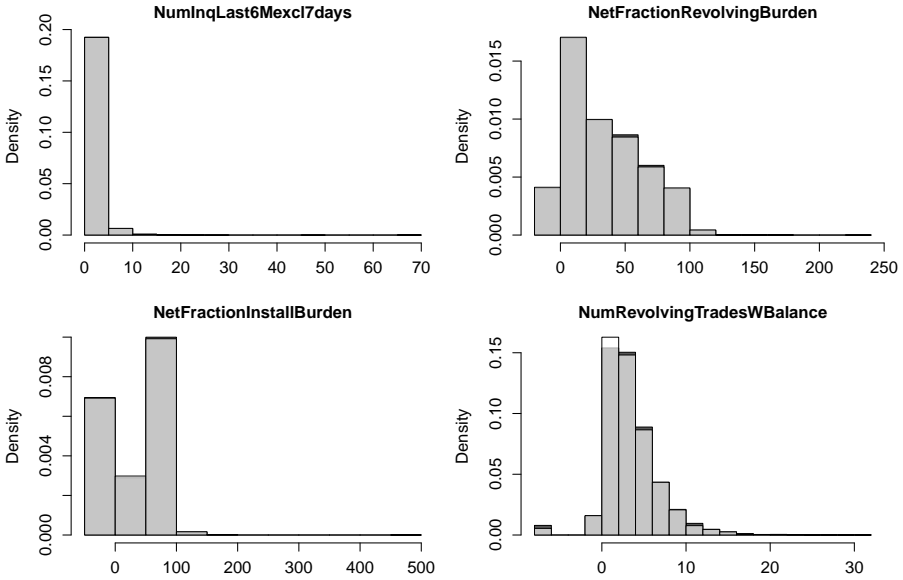 NumInqLast6Mexcl7days
Density
0.00 0.05 0.10 0.15 0.20
0 10 20 30 40 50 60 70
NetFractionRevolvingBurden
Density
0.000 0.005 0.010 0.015
0 50 100 150 200 250
NetFractionInstallBurden
Density
0.000 0.004 0.008
0 100 200 300 400 500
NumRevolvingTradesWBalance
Density
0.00 0.05 0.10 0.15
0 10 20 30